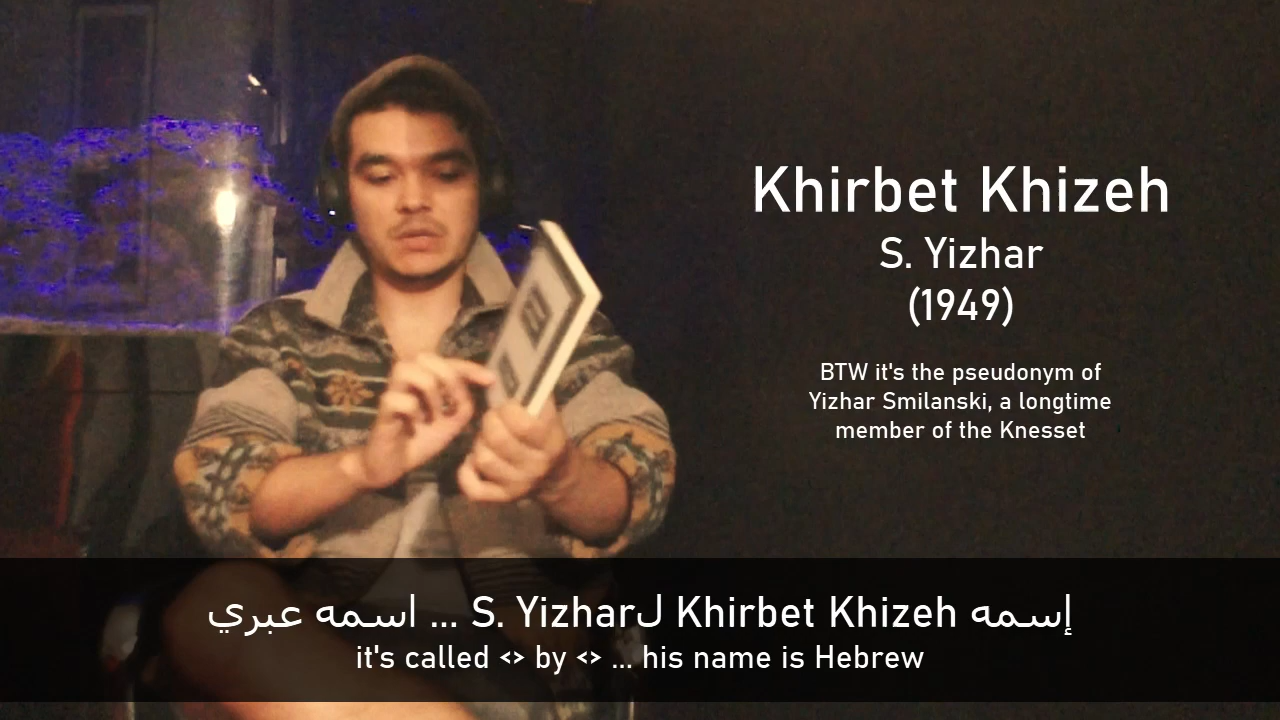 Khirbet Khizeh
S. Yizhar
(1949)
BTW it's the pseudonym of
Yizhar Smilanski, a longtime
member of the Knesset
إسمه Khirbet Khizeh لS. Yizhar ... اسمه عبري
it's called <> by <> ... his name is Hebrew